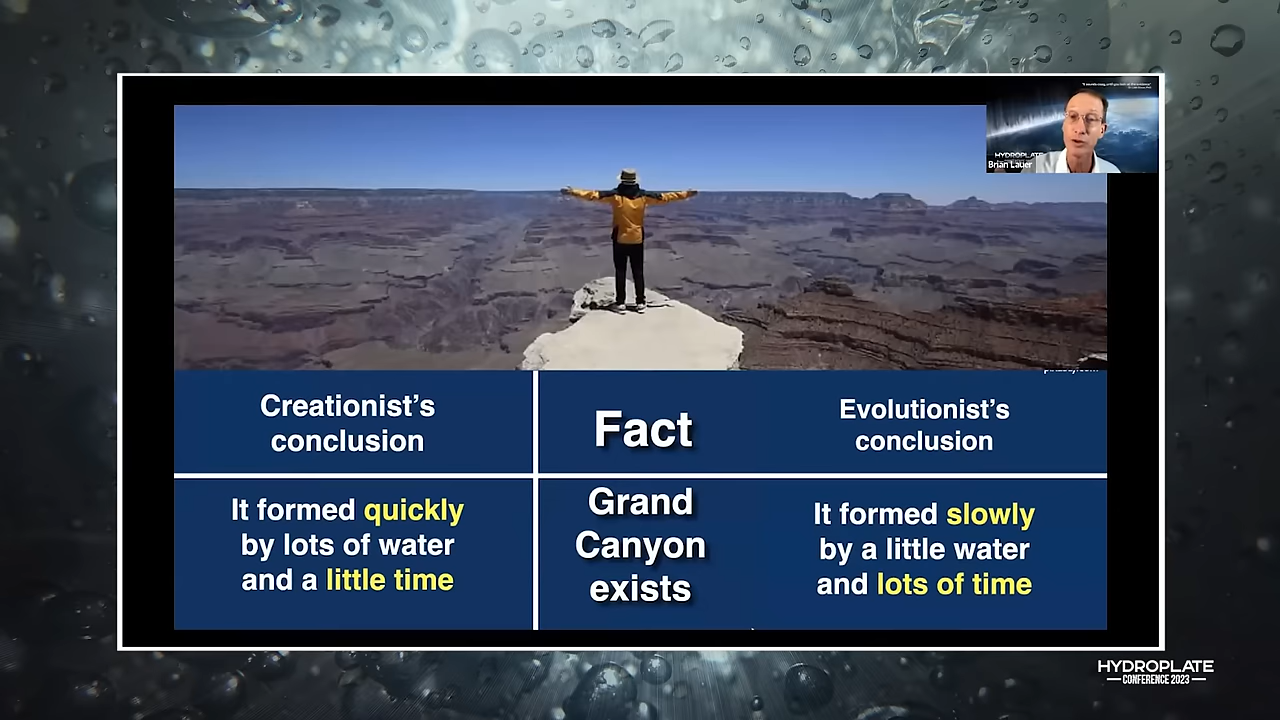 HYDROPLATE
Brian Lauer
Creationist's
conclusion
Fact
Evolutionist's
conclusion
It formed quickly
by lots of water
and a little time
Grand
Canyon
exists
It formed slowly
by a little water
and lots of time
HYDROPLATE
CONFERENCE 2023